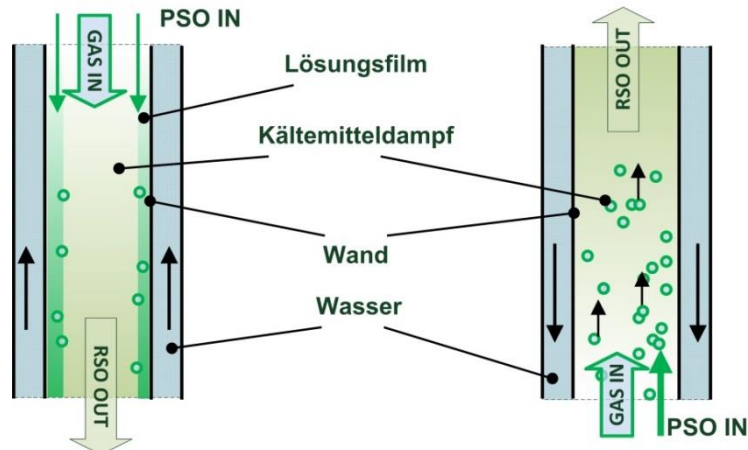 PSO IN
GAS IN
Lösungsfilm
Kältemitteldampf
Wand
Wasser
RSO OUT
RSO OUT
GAS IN
PSO IN